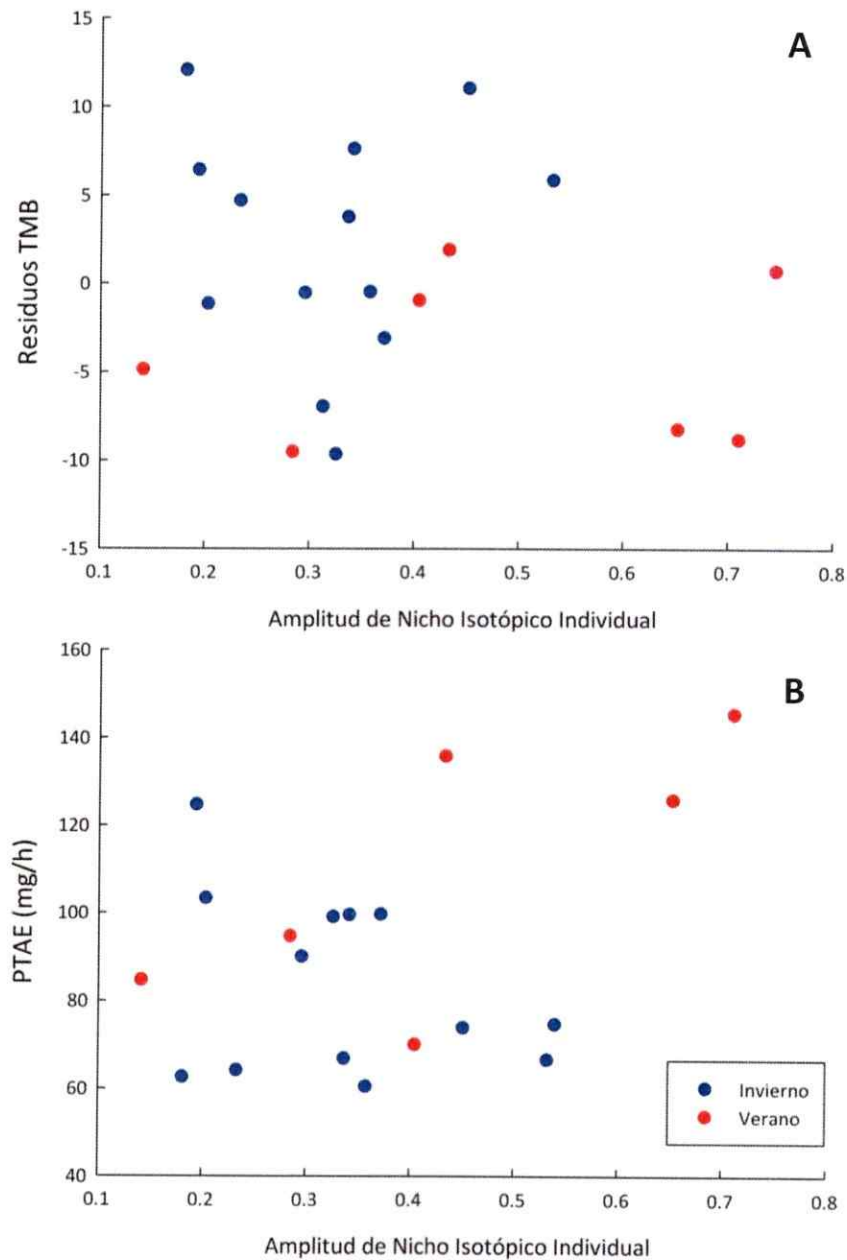 A
15
10
5
0
-5
-10
-15
Residuos TMB
0.1 0.2 0.3 0.4 0.5 0.6 0.7 0.8
Amplitud de Nicho Isotópico Individual
B
160
140
120
100
80
60
40
PTAE (mg/h)
Invierno
Verano
0.1 0.2 0.3 0.4 0.5 0.6 0.7 0.8
Amplitud de Nicho Isotópico Individual